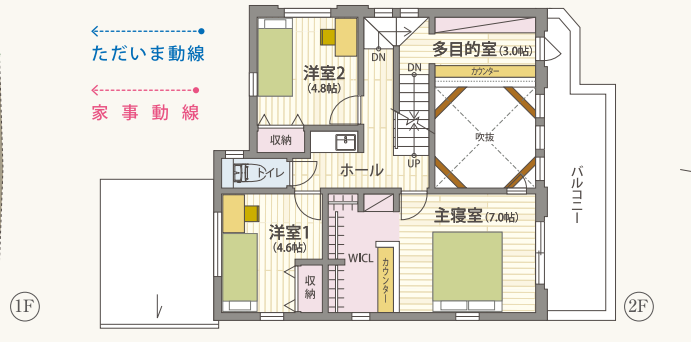 ただいま動線
家事動線
洋室2
(4.8帖)
収納
トイレ
ホール
DN
DN
UP
多目的室(3.0帖)
カウンター
吹抜
バルコニー
洋室1
(4.6帖)
収納
WICL
カウンター
主寝室(7.0帖)
1F
2F